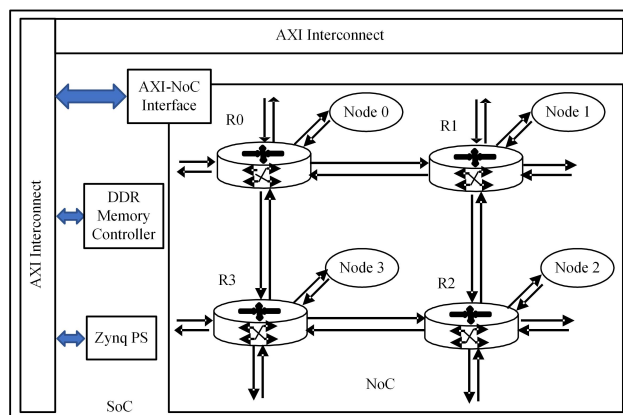 AXI Interconnect
AXI Interconnect
AXI-NoC
Interface
R0
Node 0
R1
Node 1
DDR
Memory
Controller
R3
Node 3
R2
Node 2
Zynq PS
SoC
NoC